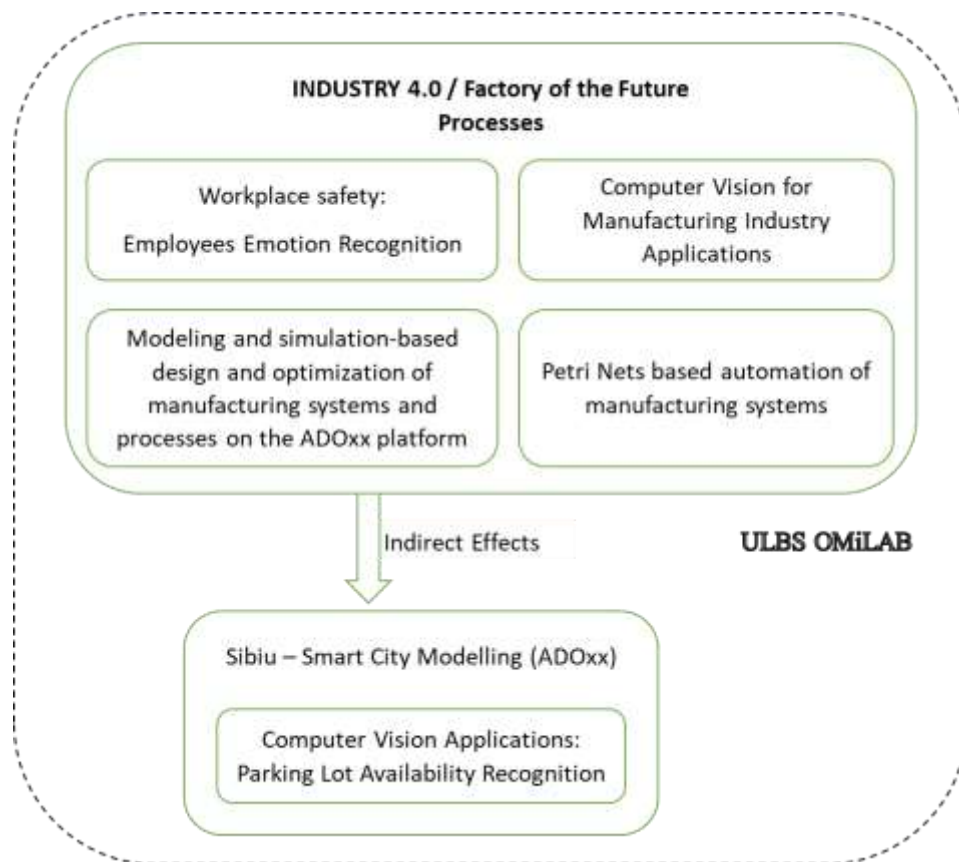 INDUSTRY 4.0 / Factory of the Future
Processes
Workplace safety:
Employees Emotion Recognition
Computer Vision for
Manufacturing Industry
Applications
Modeling and simulation-based
design and optimization of
manufacturing systems and
processes on the ADOxx platform
Petri Nets based automation of
manufacturing systems
Indirect Effects
ULBS OMiLAB
Sibiu – Smart City Modelling (ADOxx)
Computer Vision Applications:
Parking Lot Availability Recognition